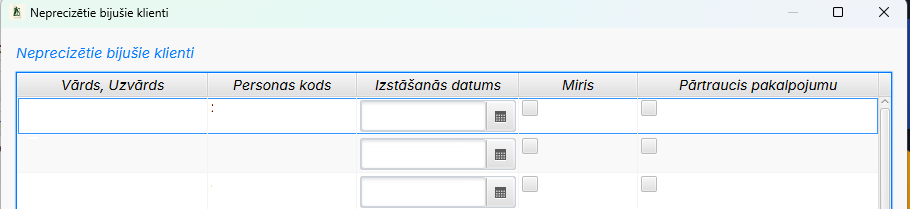 Neprecizētie bijušie klienti
Neprecizētie bijušie klienti
Vārds, Uzvārds Personas kods Izstāšanās datums Miris Pārtraucis pakalpojumu